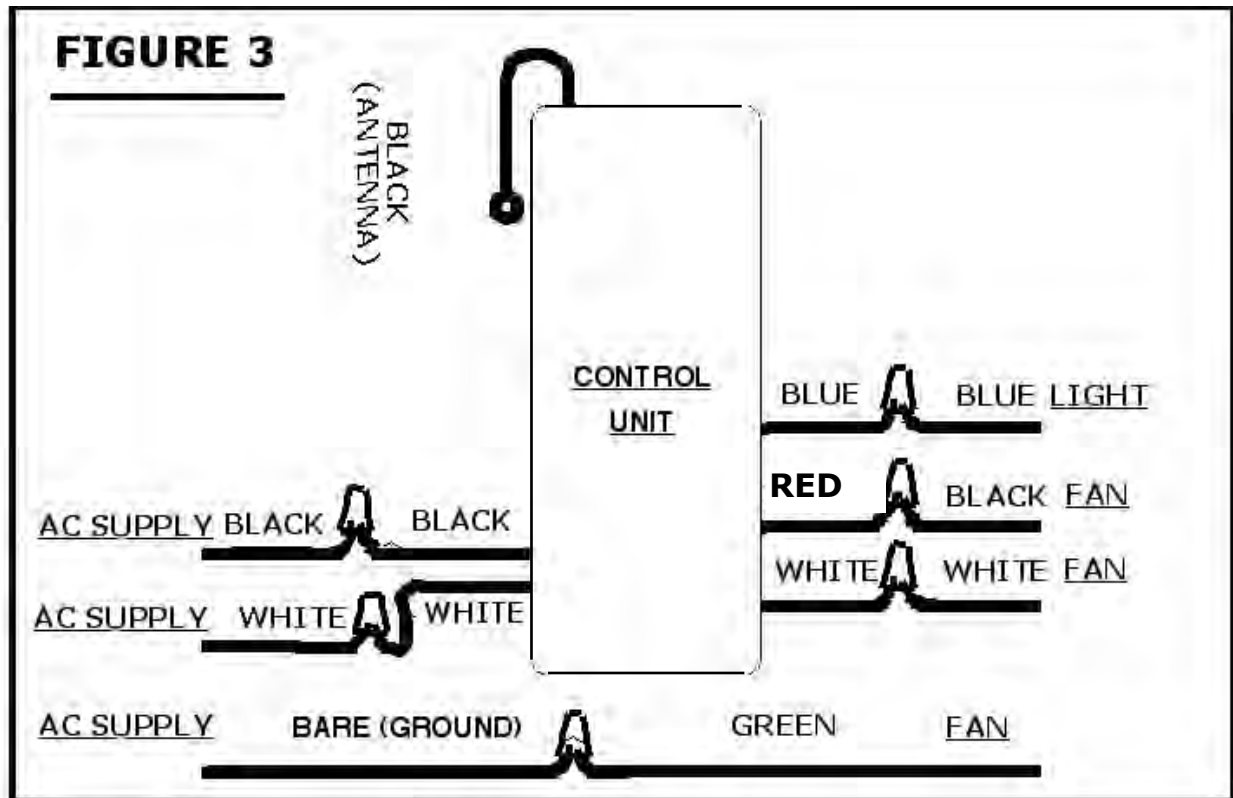 FIGURE 3
BLACK
(ANTENNA)
CONTROL
UNIT
BLUE BLUE LIGHT
RED BLACK FAN
AC SUPPLY BLACK BLACK
WHITE WHITE FAN
AC SUPPLY WHITE WHITE
AC SUPPLY BARE (GROUND) GREEN FAN